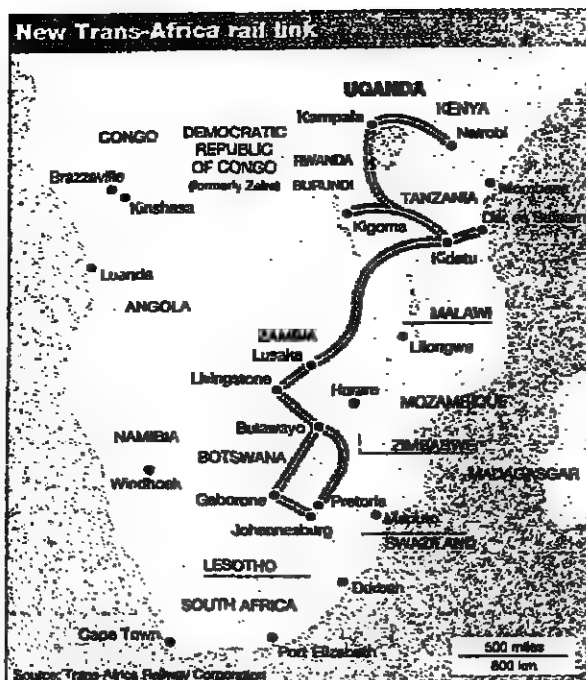 New Trans-Africa rail link
UGANDA
Kampala
KENYA
Nairobi
CONGO
DEMOCRATIC
REPUBLIC
OF CONGO
(formerly Zaire)
RWANDA
BURUNDI
Brazzaville
Kinshasa
TANZANIA
Mombasa
Kigoma
Dar es Salaam
Kidatu
Luanda
ANGOLA
MALAWI
ZAMBIA
Lusaka
Lilongwe
Livingstone
Harare
MOZAMBIQUE
Bulawayo
NAMIBIA
ZIMBABWE
BOTSWANA
MADAGASGAR
Windhoek
Gaborone
Pretoria
Johannesburg
Maputo
SWAZILAND
LESOTHO
Durban
SOUTH AFRICA
Cape Town
Port Elizabeth
500 miles
800 km
Source: Trans-Africa Railway Corporation